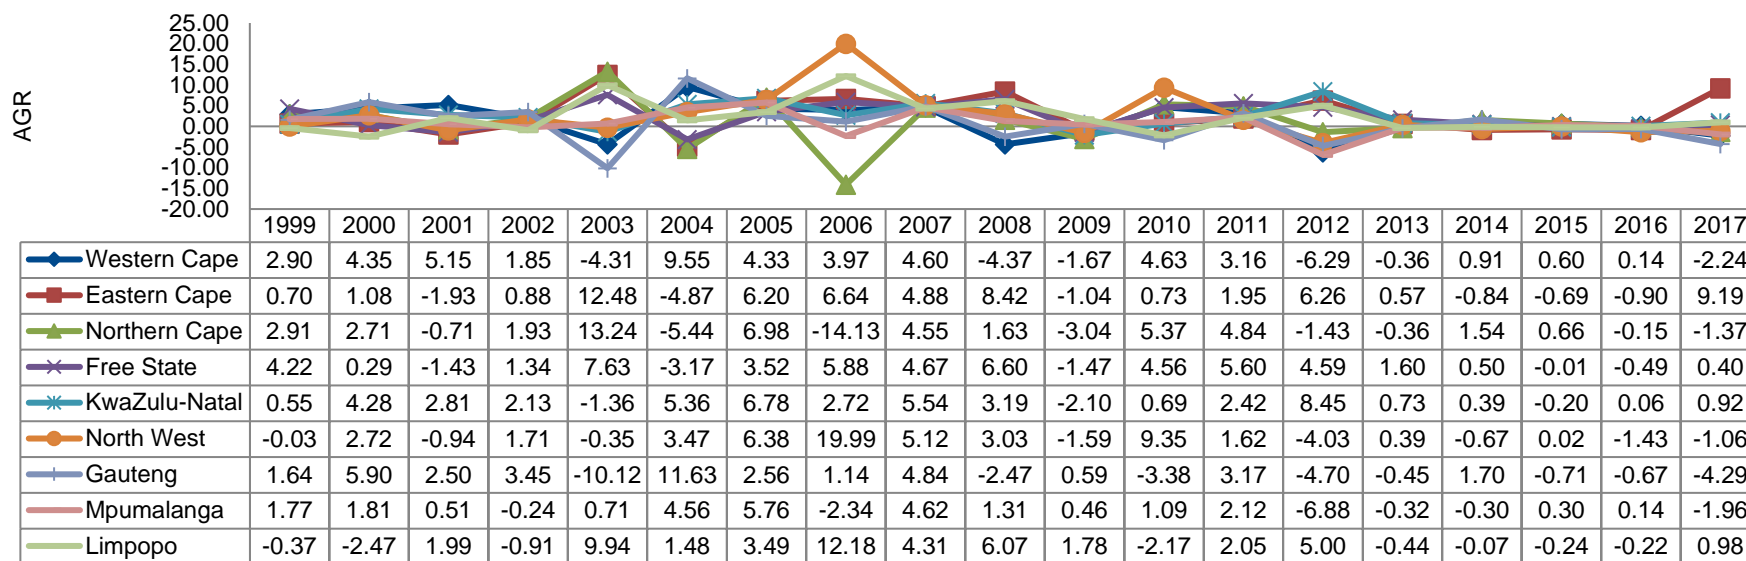 25.00
20.00
15.00
10.00
5.00
0.00
-5.00
-10.00
-15.00
-20.00
AGR
1999 2000 2001 2002 2003 2004 2005 2006 2007 2008 2009 2010 2011 2012 2013 2014 2015 2016 2017
Western Cape 2.90 4.35 5.15 1.85 -4.31 9.55 4.33 3.97 4.60 -4.37 -1.67 4.63 3.16 -6.29 -0.36 0.91 0.60 0.14 -2.24
Eastern Cape 0.70 1.08 -1.93 0.88 12.48 -4.87 6.20 6.64 4.88 8.42 -1.04 0.73 1.95 6.26 0.57 -0.84 -0.69 -0.90 9.19
Northern Cape 2.91 2.71 -0.71 1.93 13.24 -5.44 6.98 -14.13 4.55 1.63 -3.04 5.37 4.84 -1.43 -0.36 1.54 0.66 -0.15 -1.37
Free State 4.22 0.29 -1.43 1.34 7.63 -3.17 3.52 5.88 4.67 6.60 -1.47 4.56 5.60 4.59 1.60 0.50 -0.01 -0.49 0.40
KwaZulu-Natal 0.55 4.28 2.81 2.13 -1.36 5.36 6.78 2.72 5.54 3.19 -2.10 0.69 2.42 8.45 0.73 0.39 -0.20 0.06 0.92
North West -0.03 2.72 -0.94 1.71 -0.35 3.47 6.38 19.99 5.12 3.03 -1.59 9.35 1.62 -4.03 0.39 -0.67 0.02 -1.43 -1.06
Gauteng 1.64 5.90 2.50 3.45 -10.12 11.63 2.56 1.14 4.84 -2.47 0.59 -3.38 3.17 -4.70 -0.45 1.70 -0.71 -0.67 -4.29
Mpumalanga 1.77 1.81 0.51 -0.24 0.71 4.56 5.76 -2.34 4.62 1.31 0.46 1.09 2.12 -6.88 -0.32 -0.30 0.30 0.14 -1.96
Limpopo -0.37 -2.47 1.99 -0.91 9.94 1.48 3.49 12.18 4.31 6.07 1.78 -2.17 2.05 5.00 -0.44 -0.07 -0.24 -0.22 0.98